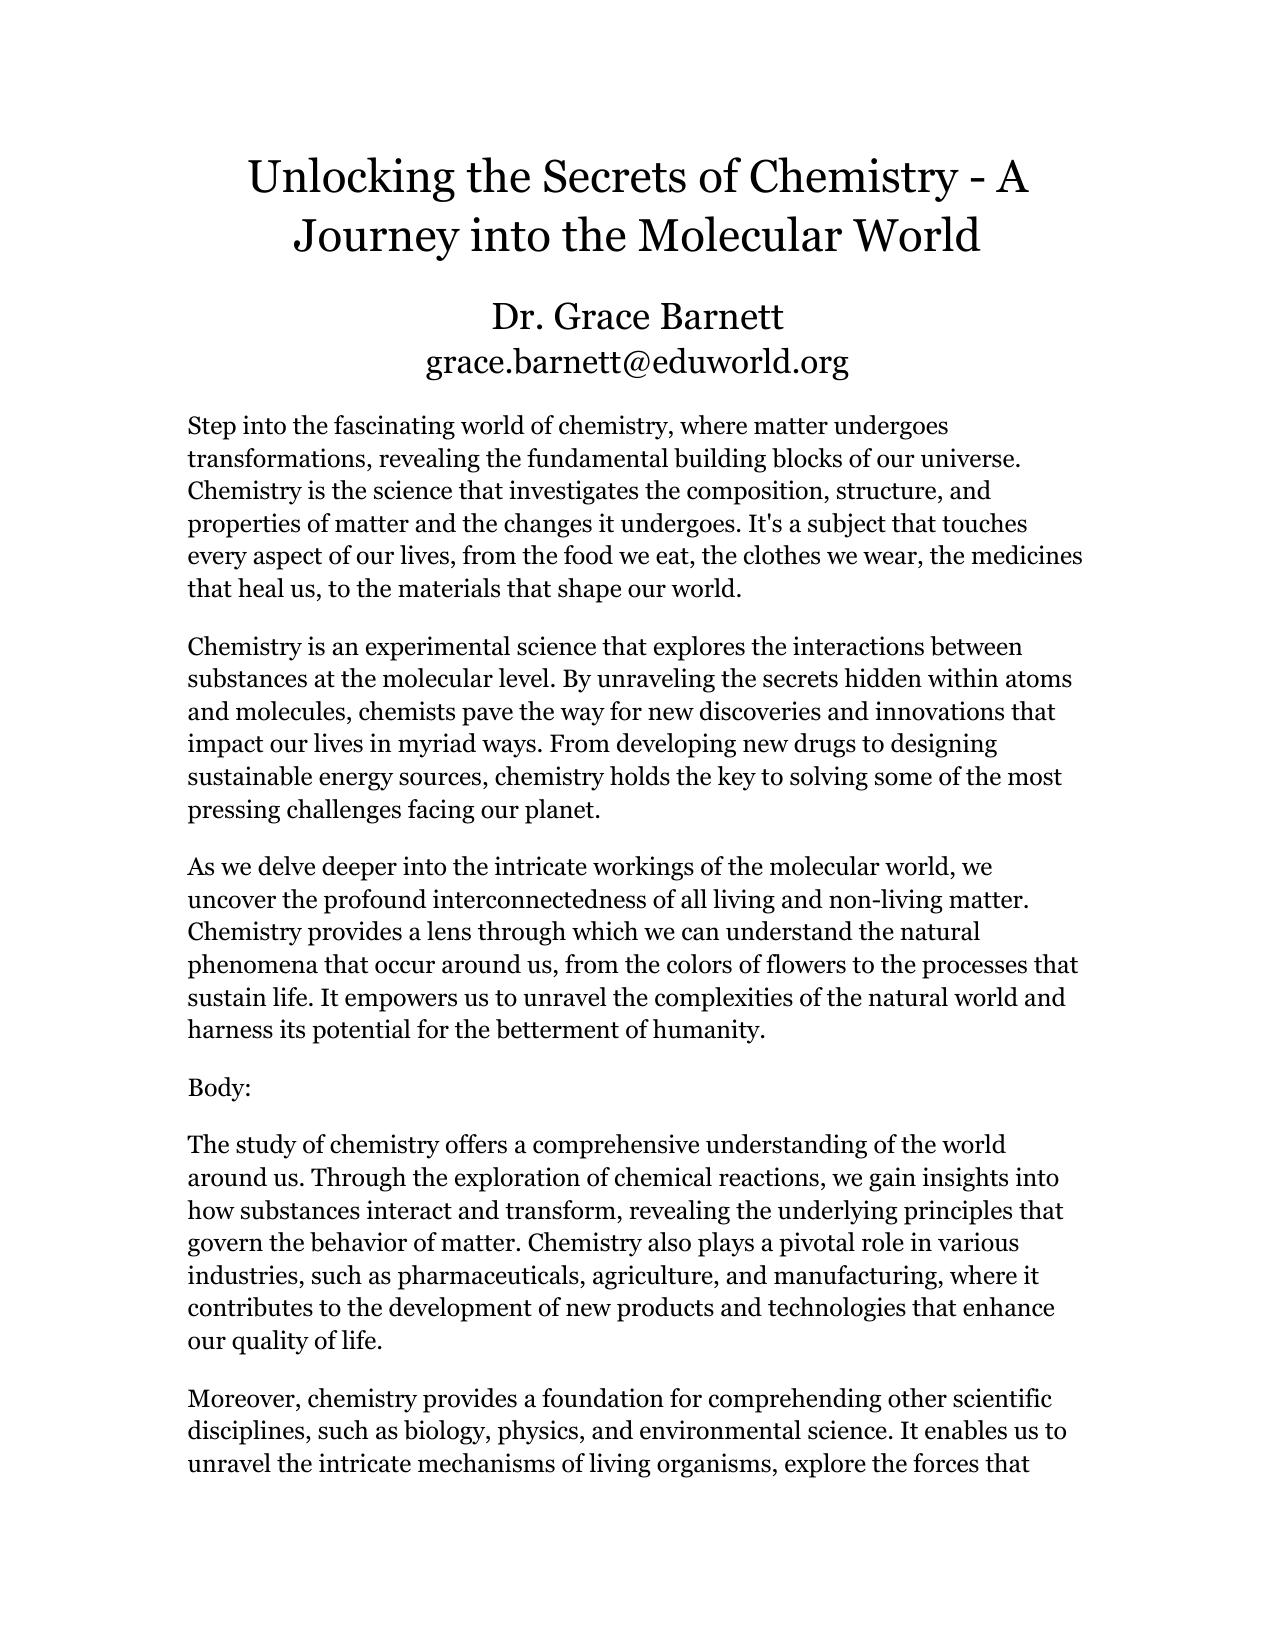 Unlocking the Secrets of Chemistry - A
Journey into the Molecular World
Dr. Grace Barnett
grace.barnett@eduworld.org
Step into the fascinating world of chemistry, where matter undergoes
transformations, revealing the fundamental building blocks of our universe.
Chemistry is the science that investigates the composition, structure, and
properties of matter and the changes it undergoes. It's a subject that touches
every aspect of our lives, from the food we eat, the clothes we wear, the medicines
that heal us, to the materials that shape our world.
Chemistry is an experimental science that explores the interactions between
substances at the molecular level. By unraveling the secrets hidden within atoms
and molecules, chemists pave the way for new discoveries and innovations that
impact our lives in myriad ways. From developing new drugs to designing
sustainable energy sources, chemistry holds the key to solving some of the most
pressing challenges facing our planet.
As we delve deeper into the intricate workings of the molecular world, we
uncover the profound interconnectedness of all living and non-living matter.
Chemistry provides a lens through which we can understand the natural
phenomena that occur around us, from the colors of flowers to the processes that
sustain life. It empowers us to unravel the complexities of the natural world and
harness its potential for the betterment of humanity.
Body:
The study of chemistry offers a comprehensive understanding of the world
around us. Through the exploration of chemical reactions, we gain insights into
how substances interact and transform, revealing the underlying principles that
govern the behavior of matter. Chemistry also plays a pivotal role in various
industries, such as pharmaceuticals, agriculture, and manufacturing, where it
contributes to the development of new products and technologies that enhance
our quality of life.
Moreover, chemistry provides a foundation for comprehending other scientific
disciplines, such as biology, physics, and environmental science. It enables us to
unravel the intricate mechanisms of living organisms, explore the forces that